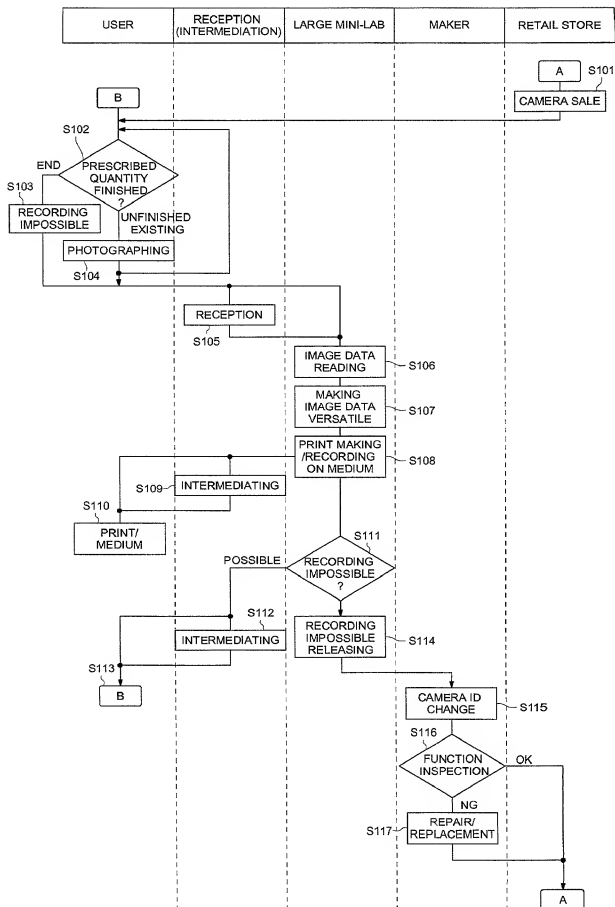 USER
RECEPTION
(INTERMEDIATION)
LARGE MINI-LAB
MAKER
RETAIL STORE
A
S101
CAMERA SALE
B
S102
PRESCRIBED
QUANTITY
FINISHED
?
END
S103
RECORDING
IMPOSSIBLE
UNFINISHED
EXISTING
PHOTOGRAPHING
S104
RECEPTION
S105
IMAGE DATA
READING
S106
MAKING
IMAGE DATA
VERSATILE
S107
PRINT MAKING
/RECORDING
ON MEDIUM
S108
S109
INTERMEDIATING
S110
PRINT/
MEDIUM
S111
RECORDING
IMPOSSIBLE
?
POSSIBLE
S112
INTERMEDIATING
S113
B
RECORDING
IMPOSSIBLE
RELEASING
S114
CAMERA ID
CHANGE
S115
S116
FUNCTION
INSPECTION
OK
NG
S117
REPAIR/
REPLACEMENT
A